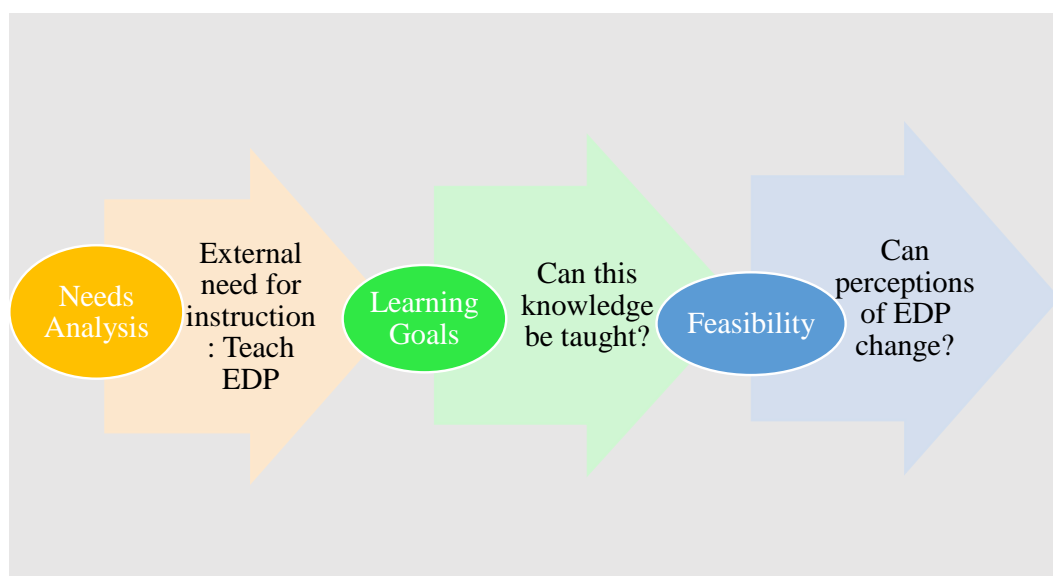 Needs
Analysis
External
need for
instruction
: Teach
EDP
Learning
Goals
Can this
knowledge
be taught?
Feasibility
Can
perceptions
of EDP
change?